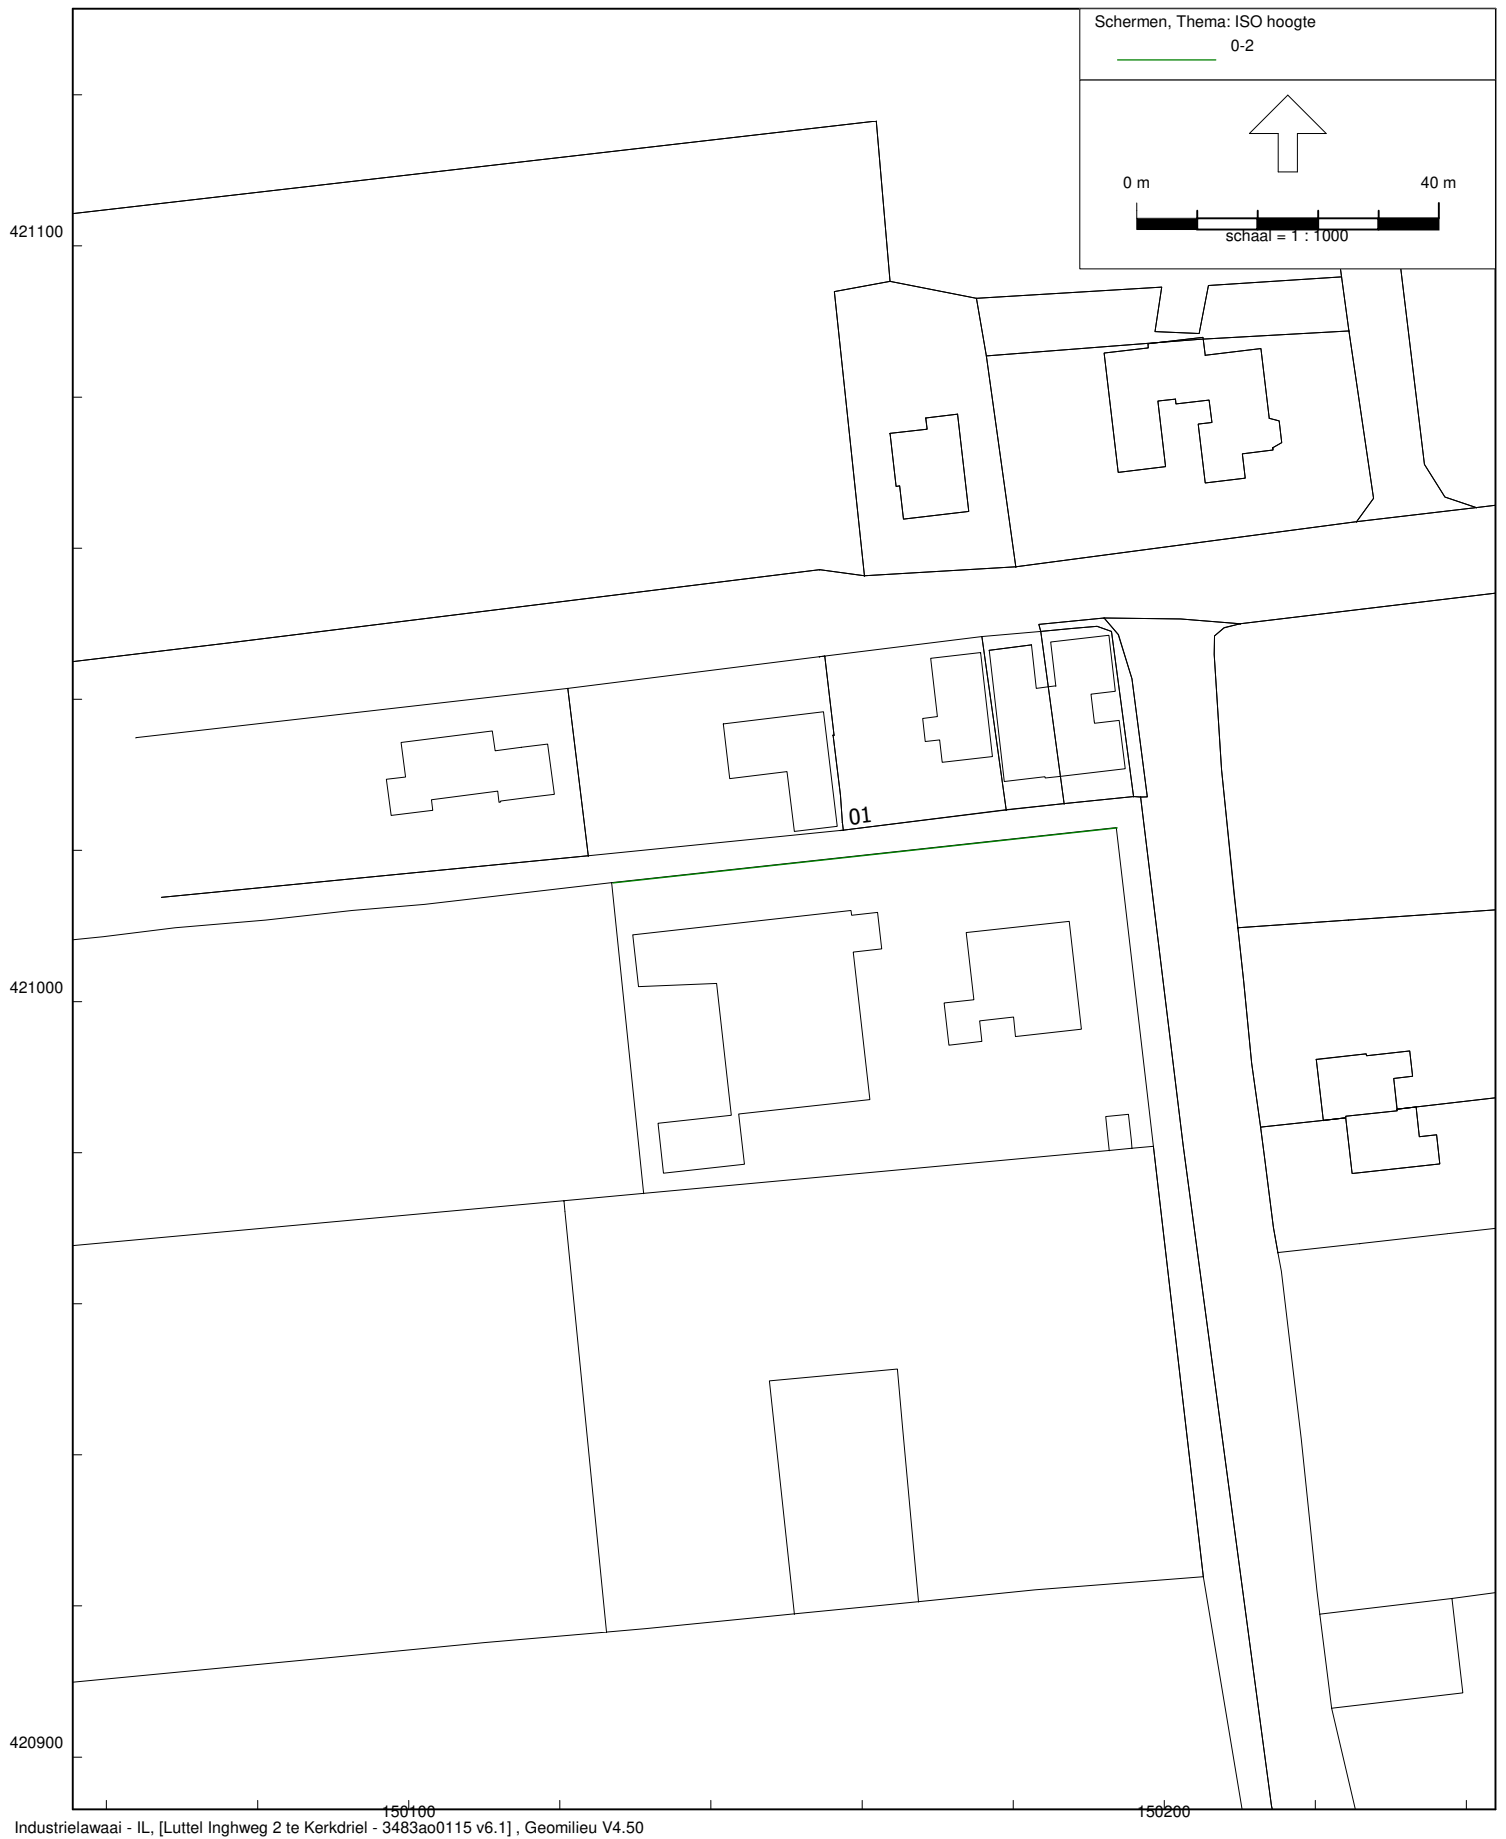 Schermen, Thema: ISO hoogte
0-2
0 m 40 m
schaal = 1 : 1000
421100
01
421000
420900
150100 150200
Industrielawaai - IL, [Luttel Inghweg 2 te Kerkdriel - 3483ao0115 v6.1] , Geomilieu V4.50